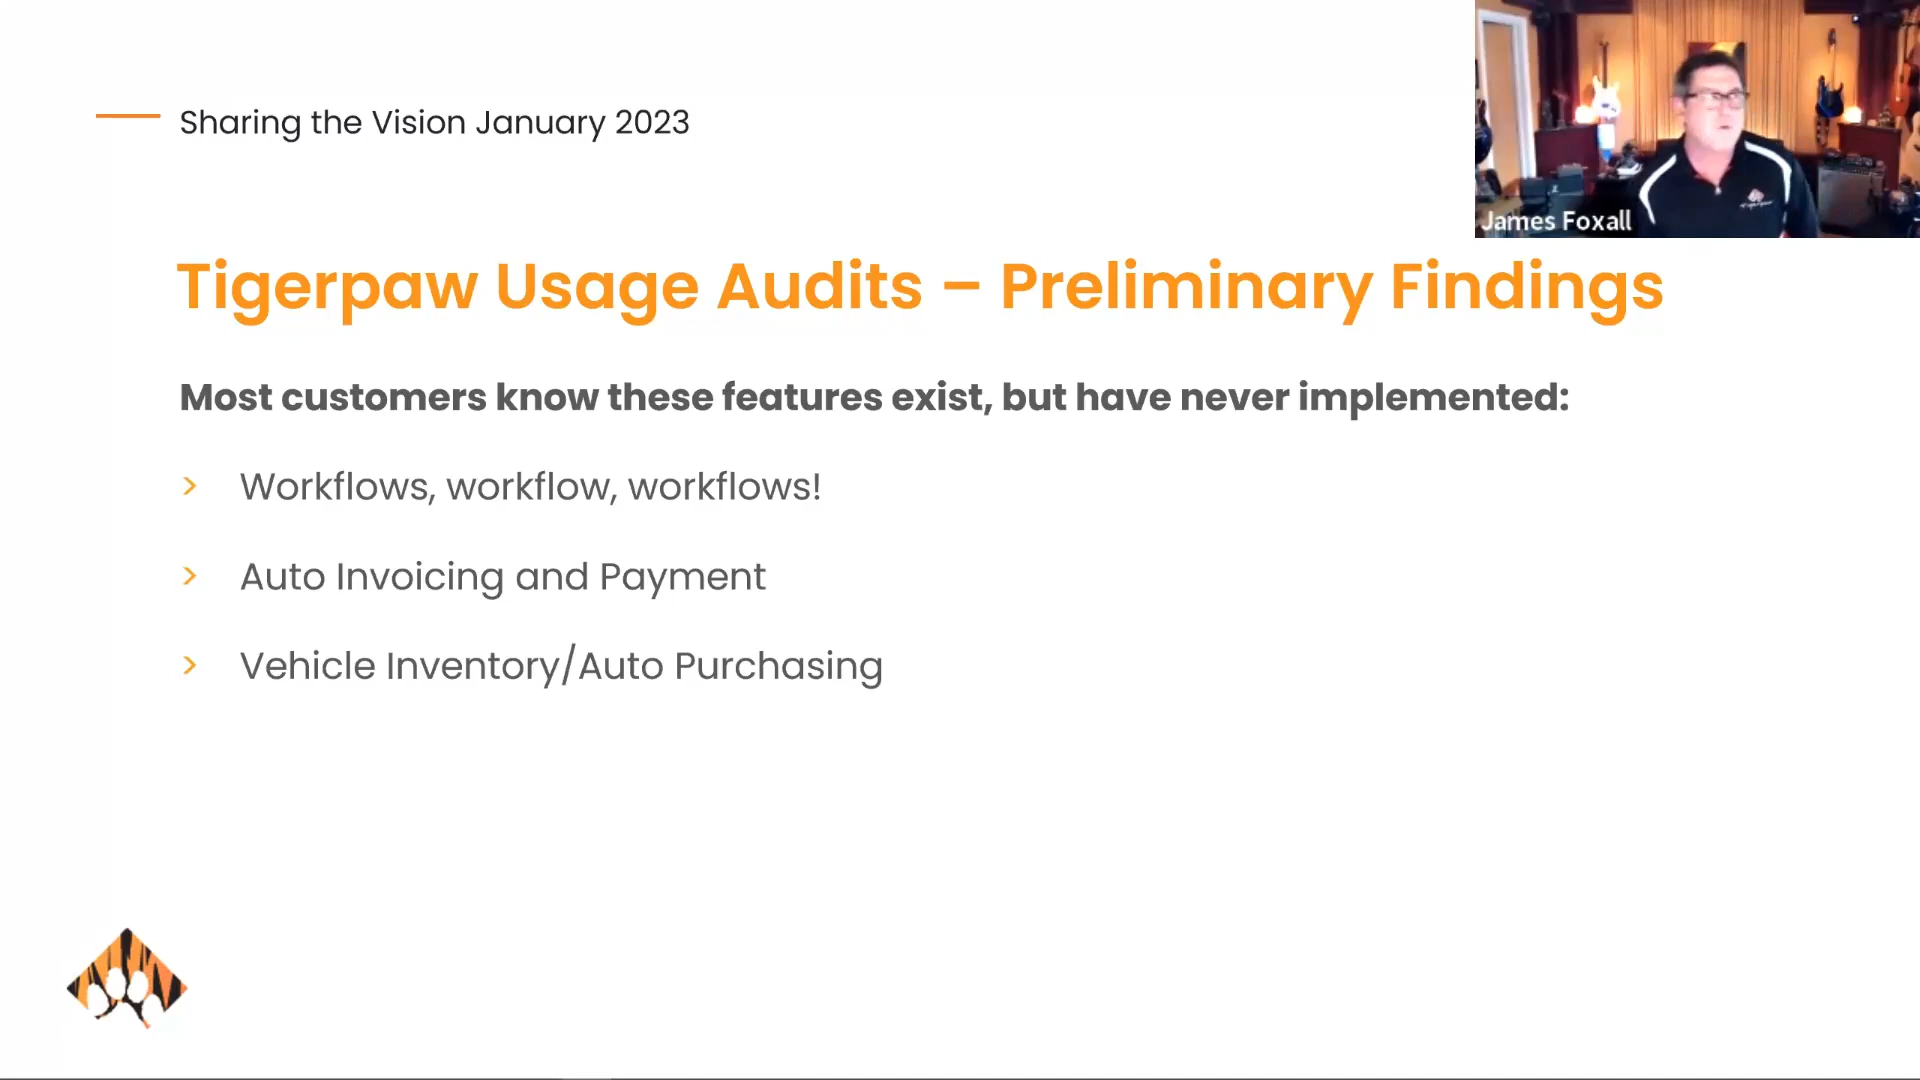 Sharing the Vision January 2023
James Foxall
Tigerpaw Usage Audits – Preliminary Findings
Most customers know these features exist, but have never implemented:
> Workflows, workflow, workflows!
> Auto Invoicing and Payment
> Vehicle Inventory/Auto Purchasing